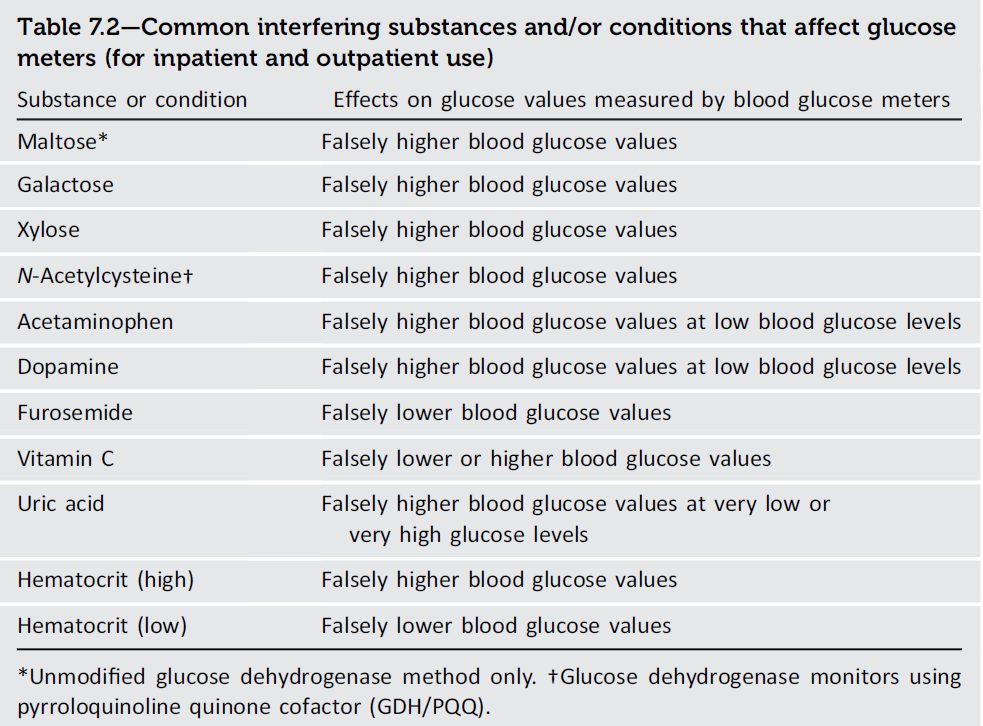 Table 7.2—Common interfering substances and/or conditions that affect glucose
meters (for inpatient and outpatient use)
Substance or condition Effects on glucose values measured by blood glucose meters
Maltose* Falsely higher blood glucose values
Galactose Falsely higher blood glucose values
Xylose Falsely higher blood glucose values
N-Acetylcysteine† Falsely higher blood glucose values
Acetaminophen Falsely higher blood glucose values at low blood glucose levels
Dopamine Falsely higher blood glucose values at low blood glucose levels
Furosemide Falsely lower blood glucose values
Vitamin C Falsely lower or higher blood glucose values
Uric acid Falsely higher blood glucose values at very low or
very high glucose levels
Hematocrit (high) Falsely higher blood glucose values
Hematocrit (low) Falsely lower blood glucose values
*Unmodified glucose dehydrogenase method only. †Glucose dehydrogenase monitors using
pyrroloquinoline quinone cofactor (GDH/PQQ).